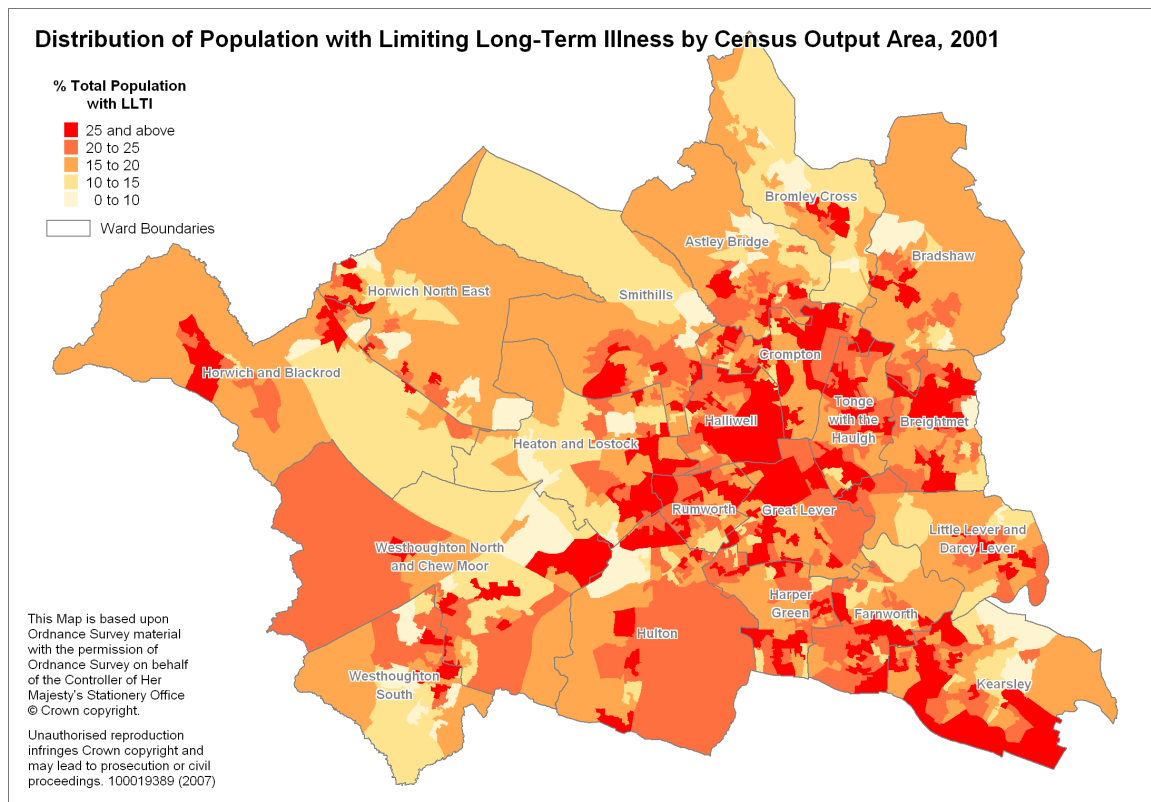 Distribution of Population with Limiting Long-Term Illness by Census Output Area, 2001
% Total Population
with LLTI
25 and above
20 to 25
15 to 20
10 to 15
0 to 10
Ward Boundaries
Bromley Cross
Astley Bridge
Bradshaw
Horwich North East
Smithills
Crompton
Horwich and Blackrod
Tonge
with the
Haulgh
Halliwell
Breightmet
Heaton and Lostock
Rumworth
Great Lever
Little Lever and
Darcy Lever
Westhoughton North
and Chew Moor
Harper
Green
Farnworth
Hulton
Westhoughton
South
Kearsley
This Map is based upon
Ordnance Survey material
with the permission of
Ordnance Survey on behalf
of the Controller of Her
Majesty's Stationery Office
© Crown copyright.
Unauthorised reproduction
infringes Crown copyright and
may lead to prosecution or civil
proceedings. 100019389 (2007)